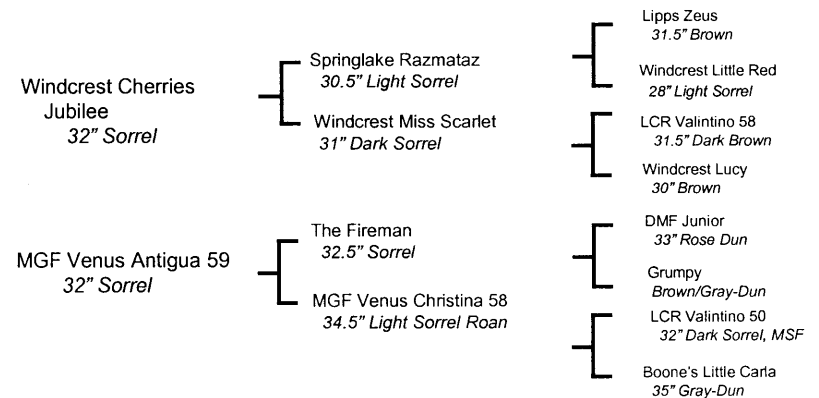 Windcrest Cherries
Jubilee
32" Sorrel
Springlake Razmataz
30.5" Light Sorrel
Windcrest Miss Scarlet
31" Dark Sorrel
Lipps Zeus
31.5" Brown
Windcrest Little Red
28" Light Sorrel
LCR Valintino 58
31.5" Dark Brown
Windcrest Lucy
30" Brown
MGF Venus Antigua 59
32" Sorrel
The Fireman
32.5" Sorrel
MGF Venus Christina 58
34.5" Light Sorrel Roan
DMF Junior
33" Rose Dun
Grumpy
Brown/Gray-Dun
LCR Valintino 50
32" Dark Sorrel, MSF
Boone's Little Carla
35" Gray-Dun